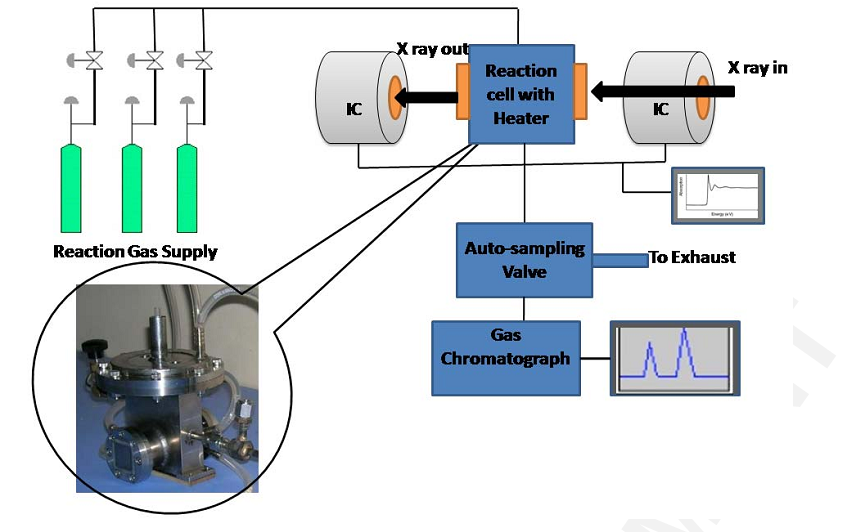 X ray out
Reaction
cell with
Heater
X ray in
IC
IC
Absorption
Energy (eV)
Reaction Gas Supply
Auto-sampling
Valve
To Exhaust
Gas
Chromatograph